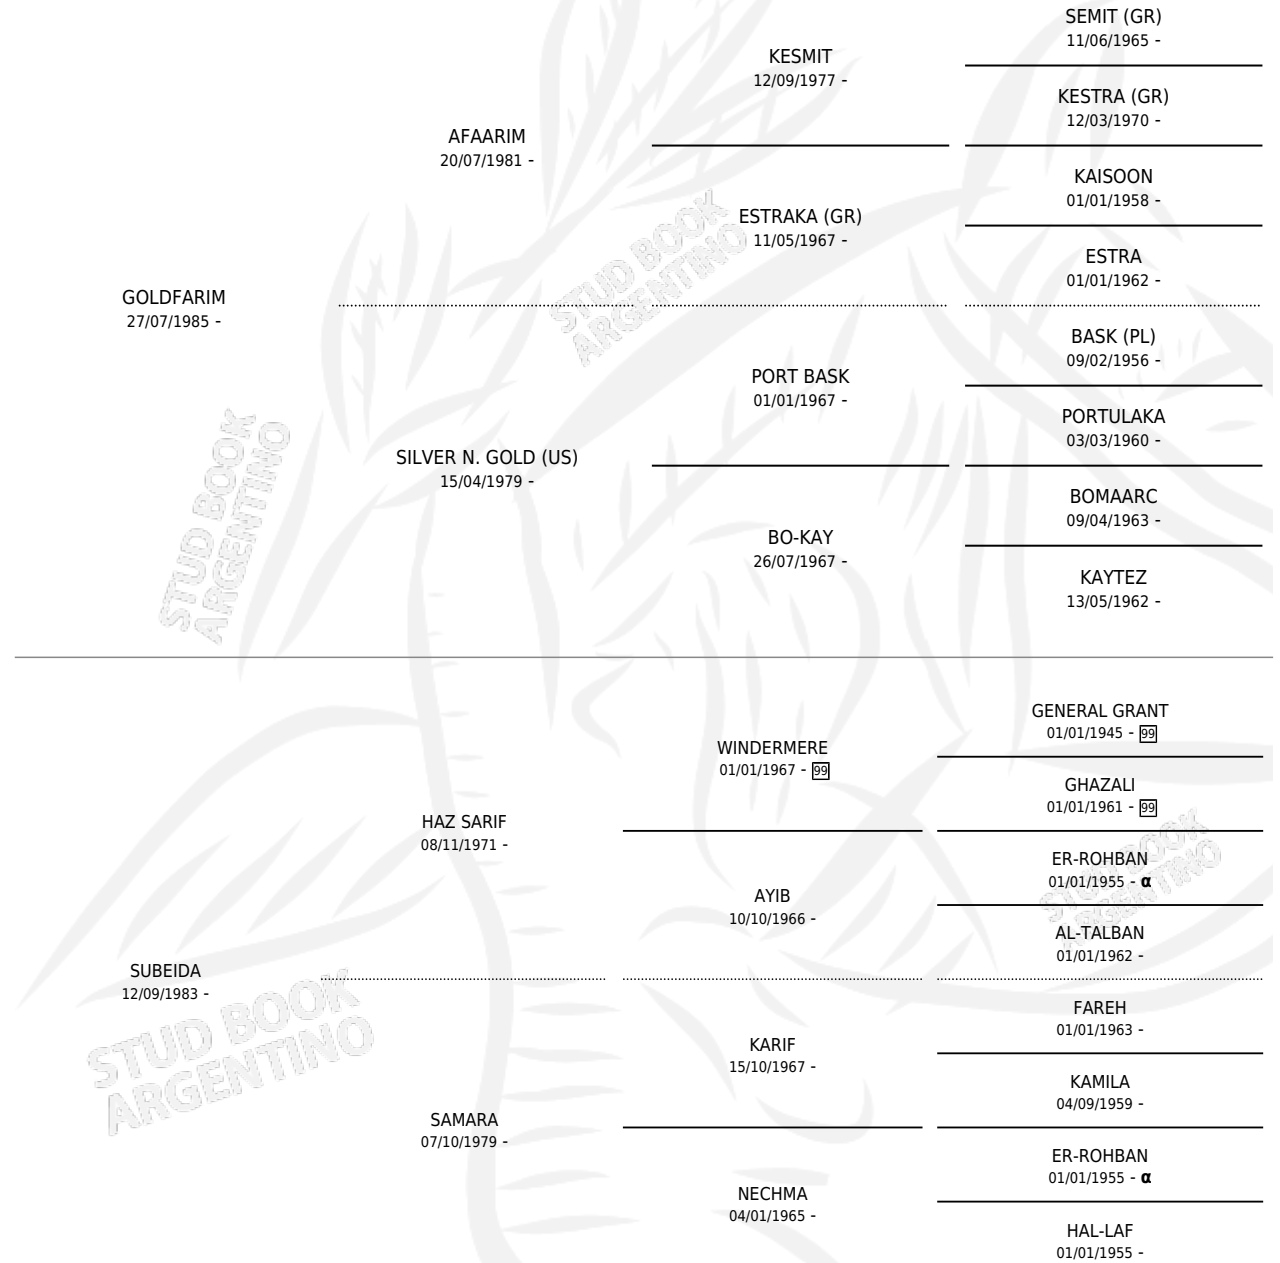 SEMIT (GR)
11/06/1965 -
KESMIT
12/09/1977 -
KESTRA (GR)
12/03/1970 -
AFAARIM
20/07/1981 -
KAISOON
01/01/1958 -
ESTRAKA (GR)
11/05/1967 -
ESTRA
01/01/1962 -
GOLDFARIM
27/07/1985 -
BASK (PL)
09/02/1956 -
PORT BASK
01/01/1967 -
PORTULAKA
03/03/1960 -
SILVER N. GOLD (US)
15/04/1979 -
BOMAARC
09/04/1963 -
BO-KAY
26/07/1967 -
KAYTEZ
13/05/1962 -
GENERAL GRANT
01/01/1945 - 99
WINDERMERE
01/01/1967 - 99
GHAZALI
01/01/1961 - 99
HAZ SARIF
08/11/1971 -
ER-ROHBAN
01/01/1955 - α
AYIB
10/10/1966 -
AL-TALBAN
01/01/1962 -
SUBEIDA
12/09/1983 -
FAREH
01/01/1963 -
KARIF
15/10/1967 -
KAMILA
04/09/1959 -
SAMARA
07/10/1979 -
ER-ROHBAN
01/01/1955 - α
NECHMA
04/01/1965 -
HAL-LAF
01/01/1955 -
STUD BOOK
ARGENTINO
STUD BOOK
ARGENTINO
STUD BOOK
ARGENTINO
STUD BOOK
ARGENTINO